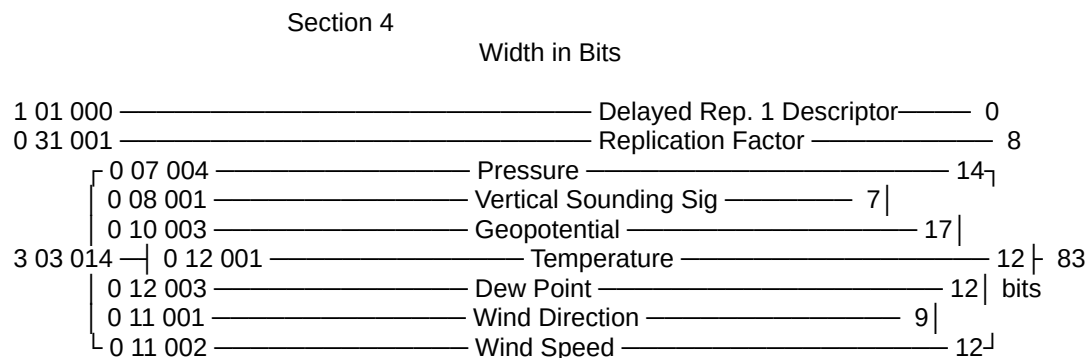 Section 4
Width in Bits
1 01 000 ————————————————— Delayed Rep. 1 Descriptor——— 0
0 31 001 ————————————————— Replication Factor ——————— 8
┌ 0 07 004 —————————— Pressure —————————————— 14┐
│ 0 08 001 —————————— Vertical Sounding Sig ————— 7│
│ 0 10 003 —————————— Geopotential ———————————— 17│
3 03 014 —┤ 0 12 001 —————————— Temperature ———————————— 12├ 83
│ 0 12 003 —————————— Dew Point —————————————— 12│ bits
│ 0 11 001 —————————— Wind Direction —————————— 9│
└ 0 11 002 —————————— Wind Speed ————————————— 12┘